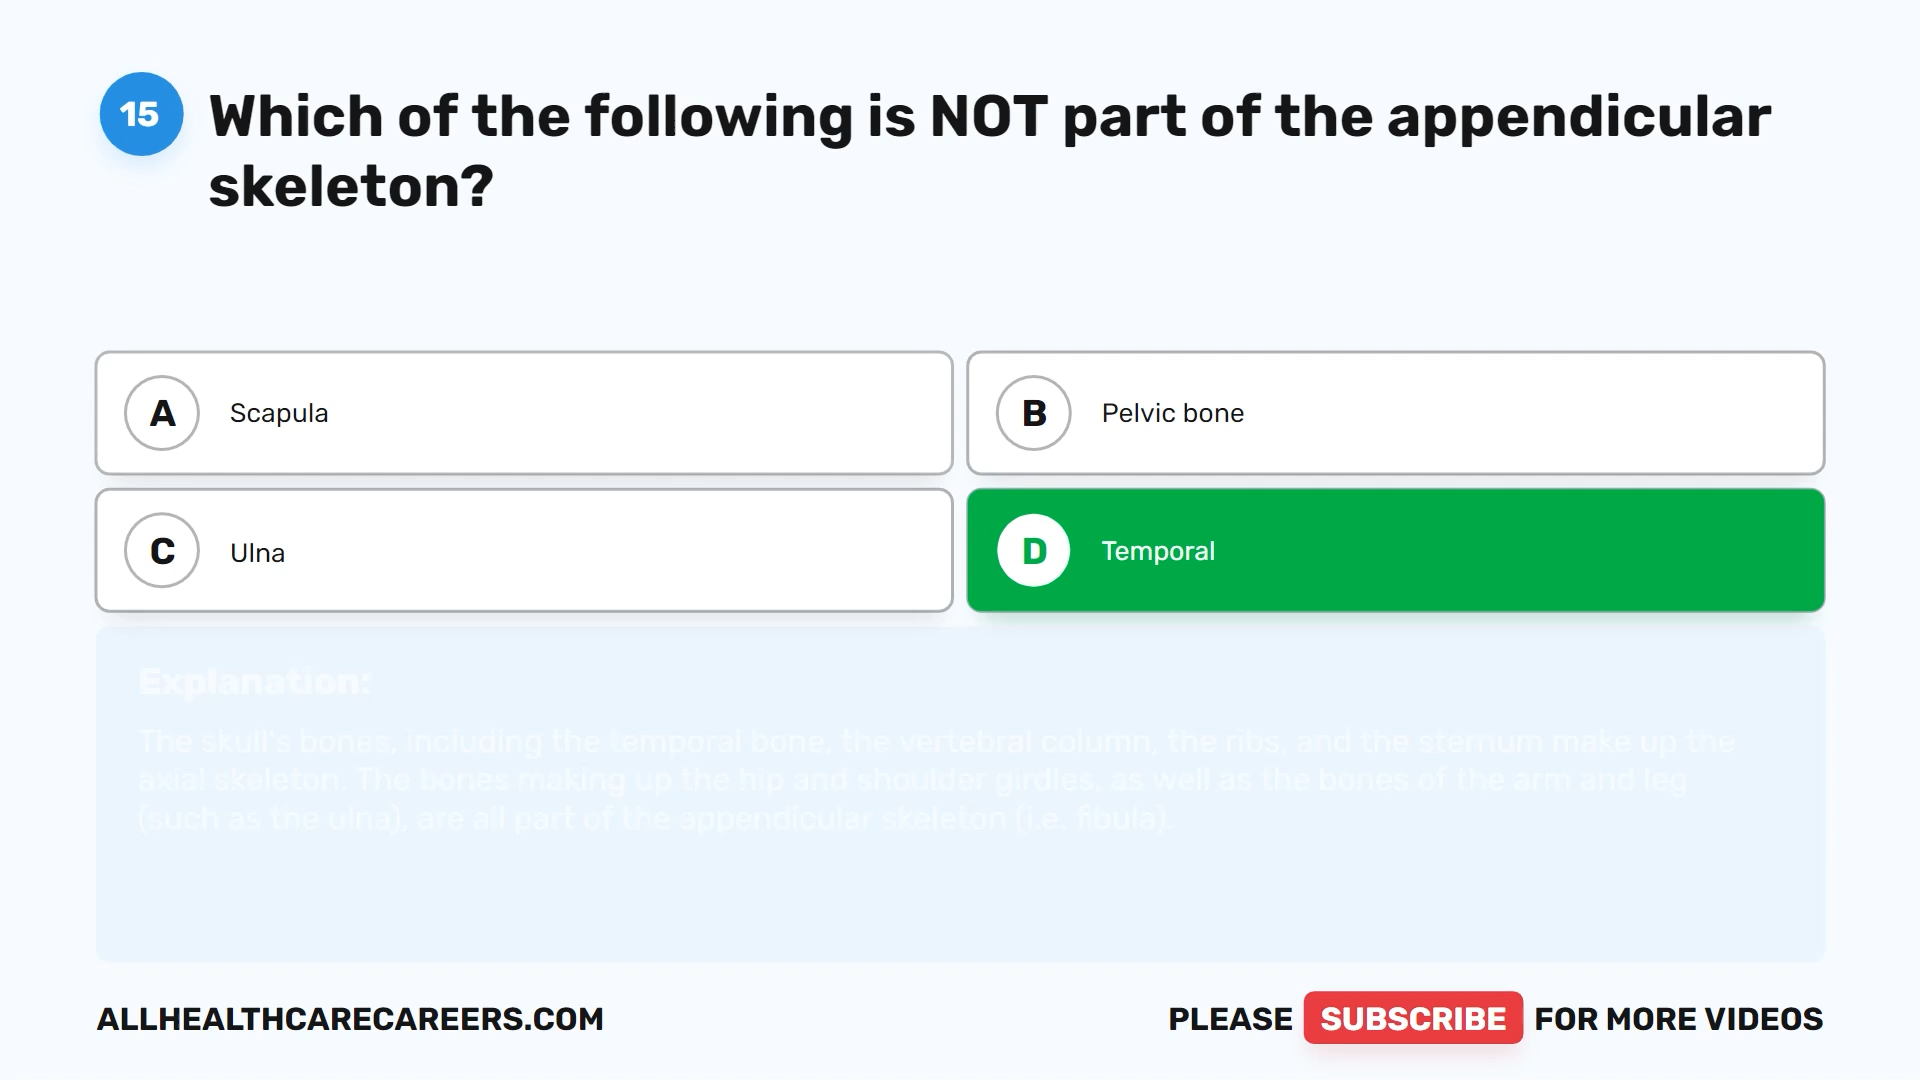 15
Which of the following is NOT part of the appendicular
skeleton?
A Scapula
B Pelvic bone
C Ulna
D Temporal
Explanation:
The skull's bones, including the temporal bone, the vertebral column, the ribs, and the sternum make up the
axial skeleton. The bones making up the hip and shoulder girdles, as well as the bones of the arm and leg
(such as the ulna), are all part of the appendicular skeleton (i.e. fibula).
ALLHEALTHCARECAREERS.COM
PLEASE SUBSCRIBE FOR MORE VIDEOS